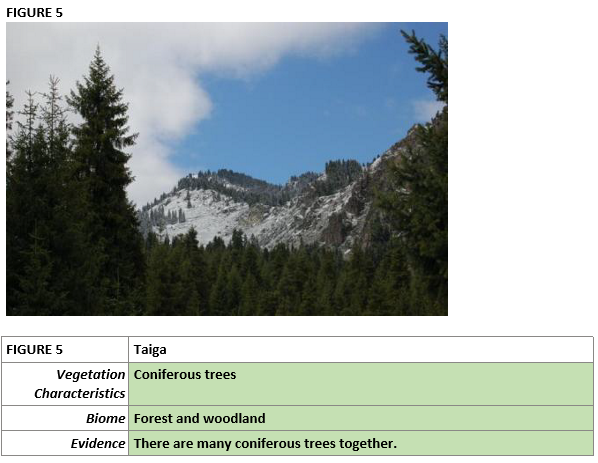 FIGURE 5
FIGURE 5 Taiga
Vegetation Coniferous trees
Characteristics
Biome Forest and woodland
Evidence There are many coniferous trees together.